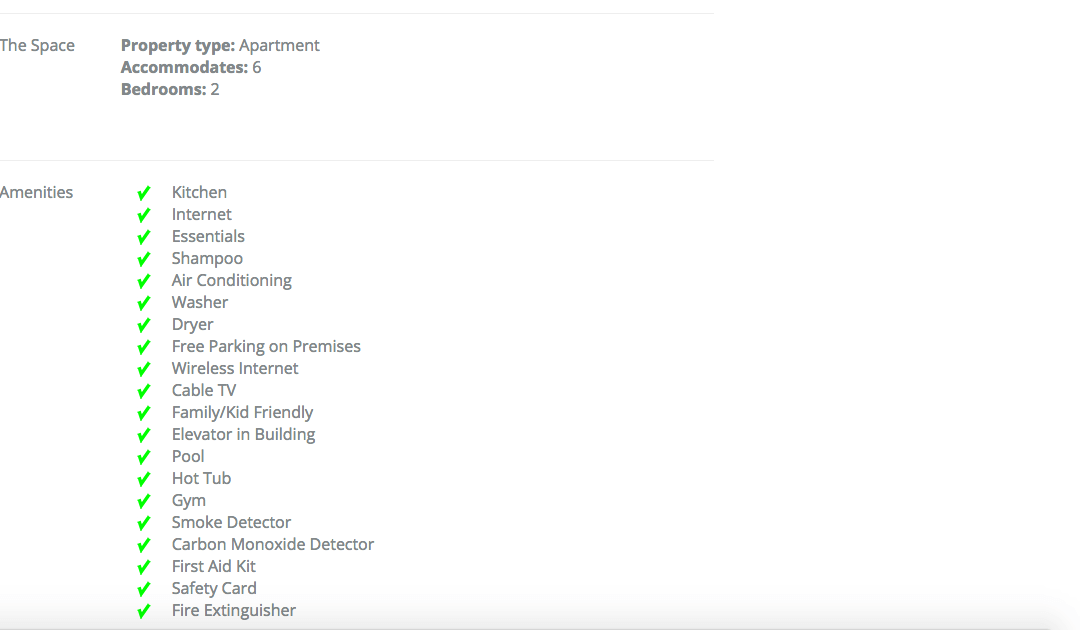 The Space
Property type: Apartment
Accommodates: 6
Bedrooms: 2
Amenities
Kitchen
Internet
Essentials
Shampoo
Air Conditioning
Washer
Dryer
Free Parking on Premises
Wireless Internet
Cable TV
Family/Kid Friendly
Elevator in Building
Pool
Hot Tub
Gym
Smoke Detector
Carbon Monoxide Detector
First Aid Kit
Safety Card
Fire Extinguisher